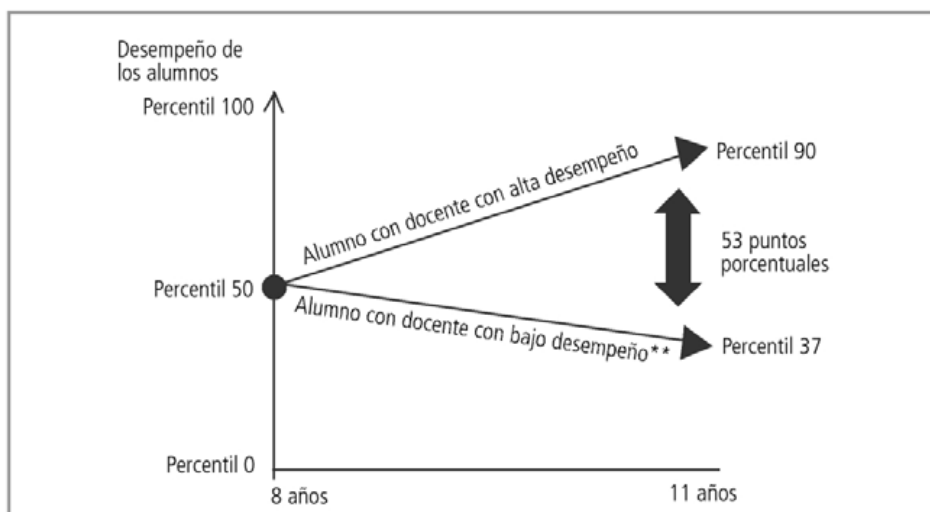 Desempeño de
los alumnos
Percentil 100
Alumno con docente con alta desempeño
Percentil 90
53 puntos
porcentuales
Percentil 50
Alumno con docente con bajo desempeño**
Percentil 37
Percentil 0
8 años
11 años